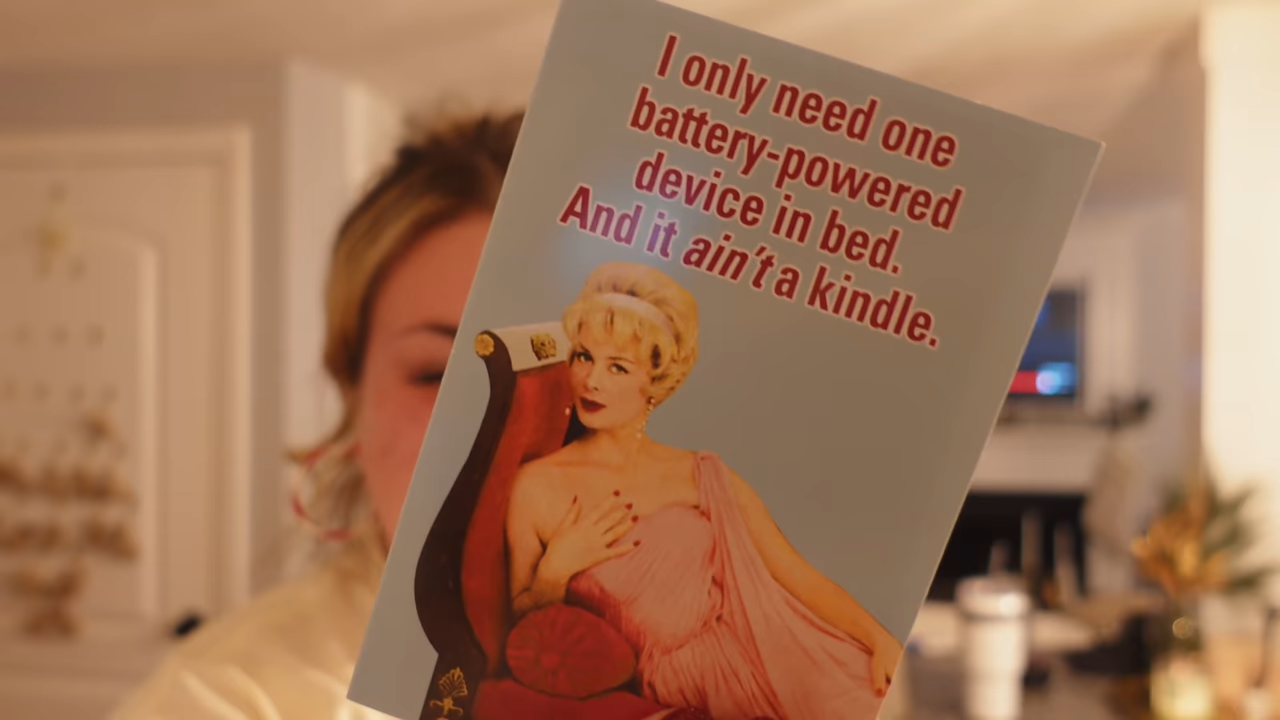 I only need one
battery-powered
device in bed.
And it ain't a kindle.